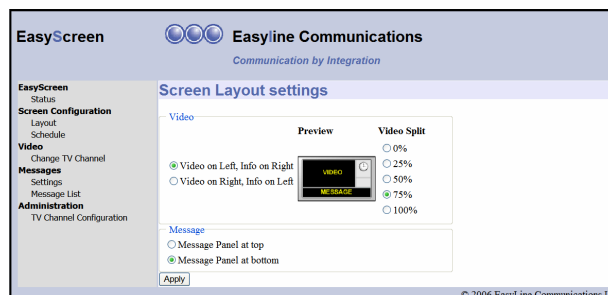 EasyScreen
Easyline Communications
Communication by Integration
EasyScreen
Status
Screen Configuration
Layout
Schedule
Video
Change TV Channel
Messages
Settings
Message List
Administration
TV Channel Configuration
Screen Layout settings
Video
Preview
Video Split
Video on Left, Info on Right
Video on Right, Info on Left
VIDEO
MESSAGE
0%
25%
50%
75%
100%
Message
Message Panel at top
Message Panel at bottom
Apply
© 2006 EasyLine Communications